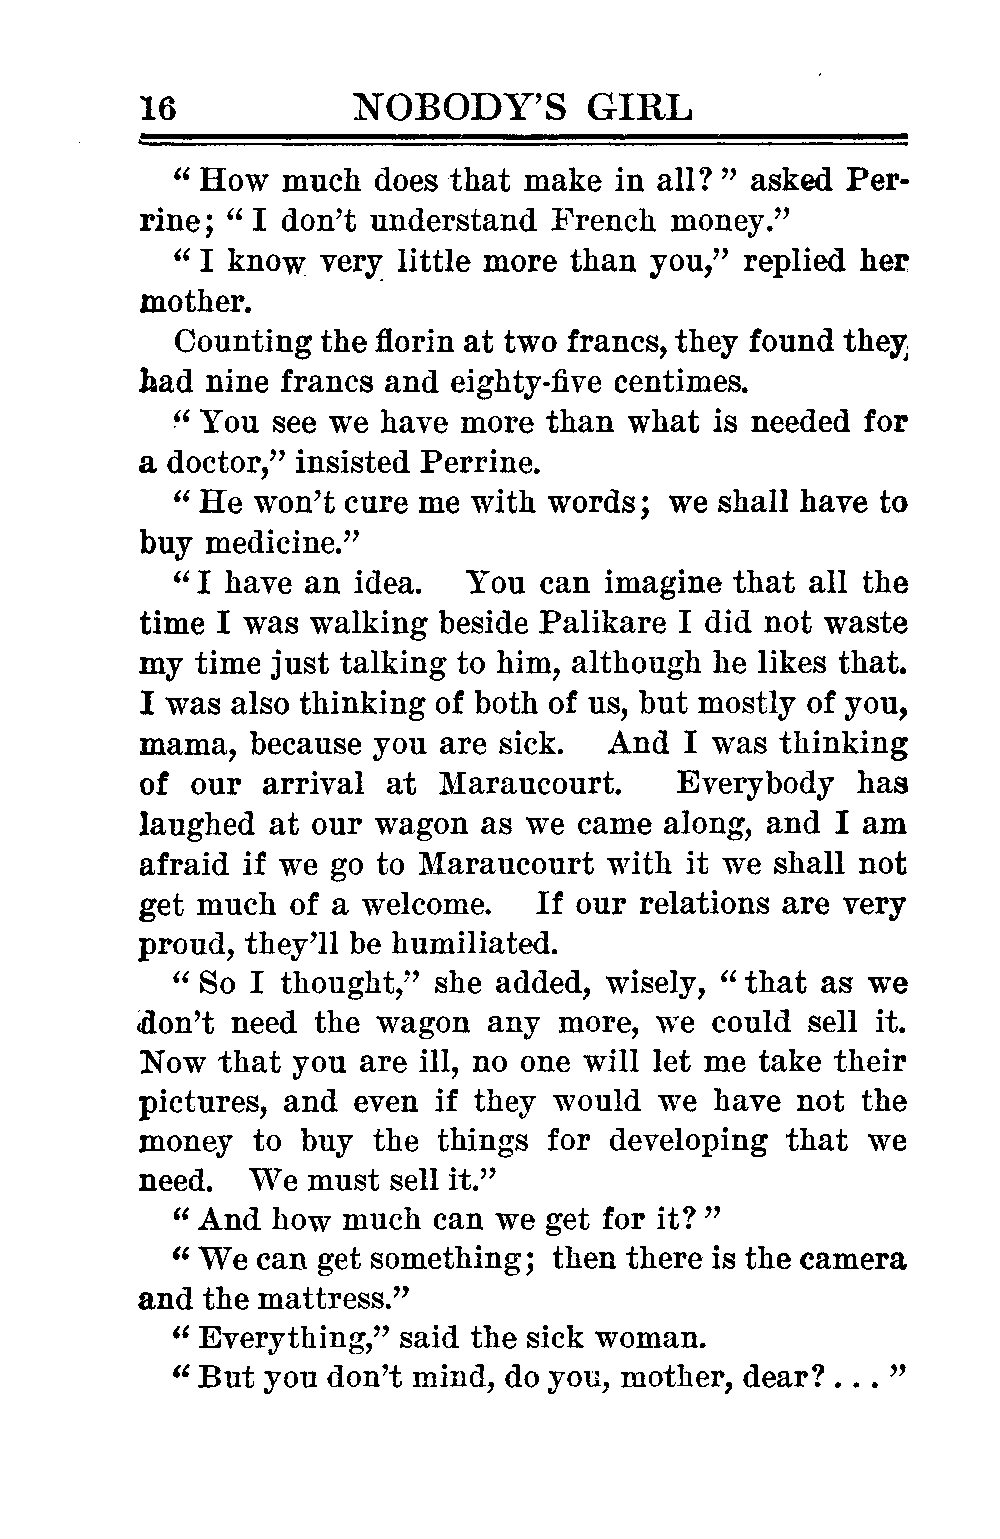 16 NOBODY'S GIRL
“ How much does that make in all? ” asked Per-
rine; “ I don't understand French money.”
“ I know very little more than you,” replied her
mother.
Counting the florin at two francs, they found they
had nine francs and eighty-five centimes.
“ You see we have more than what is needed for
a doctor,” insisted Perrine.
“ He won't cure me with words; we shall have to
buy medicine.”
“ I have an idea. You can imagine that all the
time I was walking beside Palikare I did not waste
my time just talking to him, although he likes that.
I was also thinking of both of us, but mostly of you,
mama, because you are sick. And I was thinking
of our arrival at Maraucourt. Everybody has
laughed at our wagon as we came along, and I am
afraid if we go to Maraucourt with it we shall not
get much of a welcome. If our relations are very
proud, they'll be humiliated.
“ So I thought,” she added, wisely, “ that as we
don't need the wagon any more, we could sell it.
Now that you are ill, no one will let me take their
pictures, and even if they would we have not the
money to buy the things for developing that we
need. We must sell it.”
“ And how much can we get for it? ”
“ We can get something; then there is the camera
and the mattress.”
“ Everything,” said the sick woman.
“ But you don't mind, do you, mother, dear? . . . ”